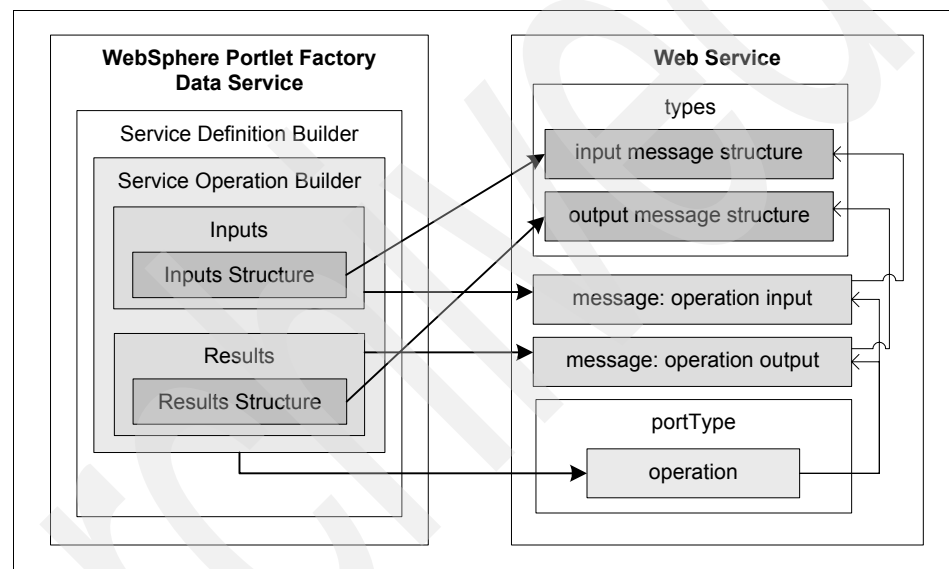 WebSphere Portlet Factory
Data Service
Service Definition Builder
Service Operation Builder
Inputs
Inputs Structure
Results
Results Structure
Web Service
types
input message structure
output message structure
message: operation input
message: operation output
portType
operation